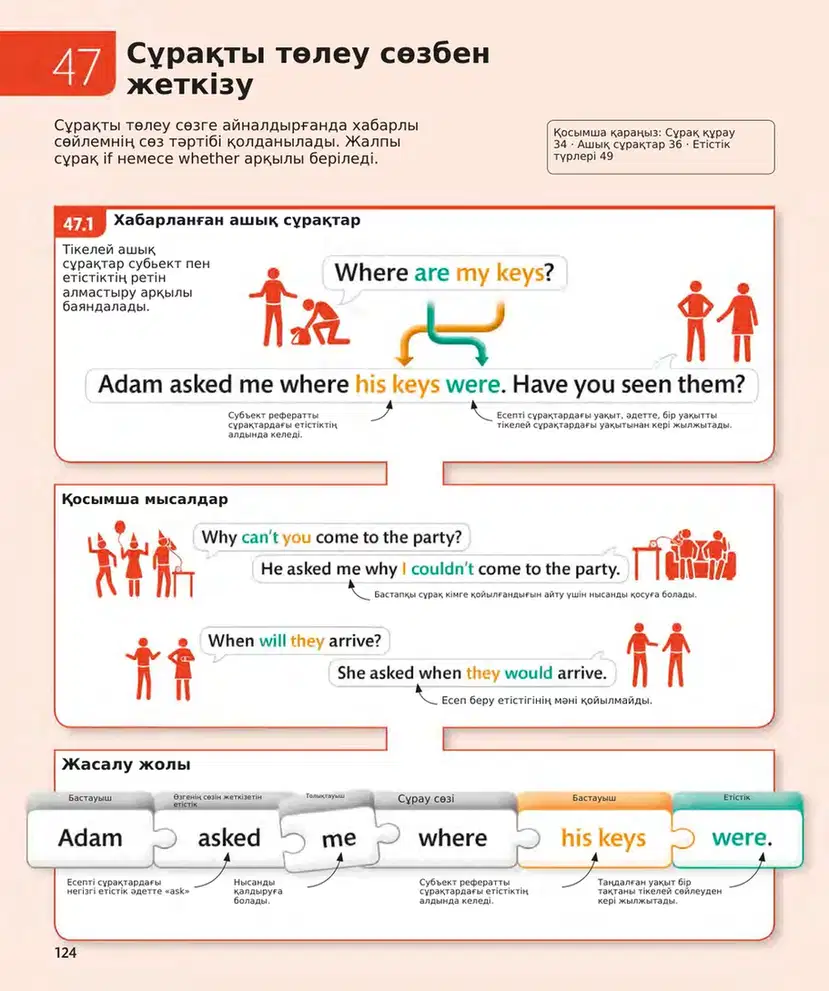 47
Сұрақты төлеу сөзбен
жеткізу
Сұрақты төлеу сөзге айналдырғанда хабарлы
сөйлемнің сөз тәртібі қолданылады. Жалпы
сұрақ if немесе whether арқылы беріледі.
Қосымша қараңыз: Сұрақ құрау
34 · Ашық сұрақтар 36 · Етістік
түрлері 49
47.1 Хабарланған ашық сұрақтар
Тікелей ашық
сұрақтар субьект пен
етістіктің ретін
алмастыру арқылы
баяндалады.
Where are my keys?
Adam asked me where his keys were. Have you seen them?
Субъект рефератты
сұрақтардағы етістіктің
алдында келеді.
Есепті сұрақтардағы уақыт, әдетте, бір уақытты
тікелей сұрақтардағы уақытынан кері жылжытады.
Қосымша мысалдар
Why can't you come to the party?
He asked me why I couldn't come to the party.
Бастапқы сұрақ кімге қойылғандығын айту үшін нысанды қосуға болады.
When will they arrive?
She asked when they would arrive.
Есеп беру етістігінің мәні қойылмайды.
Жасалу жолы
Бастауыш
Өзгенің сөзін жеткізетін
етістік
Толықтауыш
Сұрау сөзі
Бастауыш
Етістік
Adam asked me where his keys were.
Есепті сұрақтардағы
негізгі етістік әдетте «ask»
Нысанды
қалдыруға
болады.
Субъект рефератты
сұрақтардағы етістіктің
алдында келеді.
Таңдалған уақыт бір
тақтаны тікелей сөйлеуден
кері жылжытады.
124